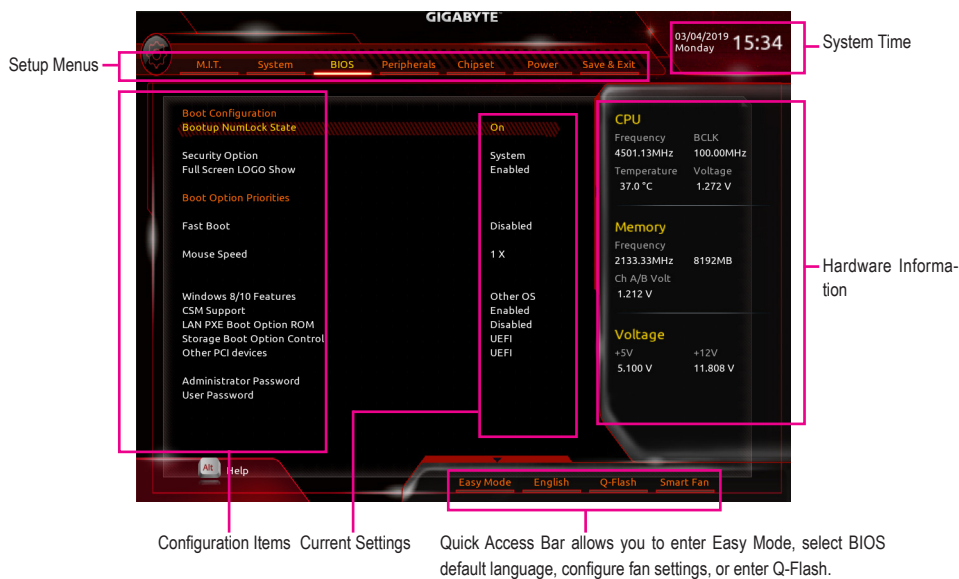 GIGABYTE
03/04/2019
Monday
15:34
System Time
Setup Menus
M.I.T. System BIOS Peripherals Chipset Power Save & Exit
Boot Configuration
Bootup NumLock State On
Security Option System
Full Screen LOGO Show Enabled
Boot Option Priorities
Fast Boot Disabled
Mouse Speed 1 X
Windows 8/10 Features Other OS
CSM Support Enabled
LAN PXE Boot Option ROM Disabled
Storage Boot Option Control UEFI
Other PCI devices UEFI
Administrator Password
User Password
CPU
Frequency BCLK
4501.13MHz 100.00MHz
Temperature Voltage
37.0 °C 1.272 V
Memory
Frequency
2133.33MHz 8192MB
Ch A/B Volt
1.212 V
Voltage
+5V +12V
5.100 V 11.808 V
Hardware Informa-
tion
Alt Help
Easy Mode English Q-Flash Smart Fan
Configuration Items Current Settings
Quick Access Bar allows you to enter Easy Mode, select BIOS
default language, configure fan settings, or enter Q-Flash.